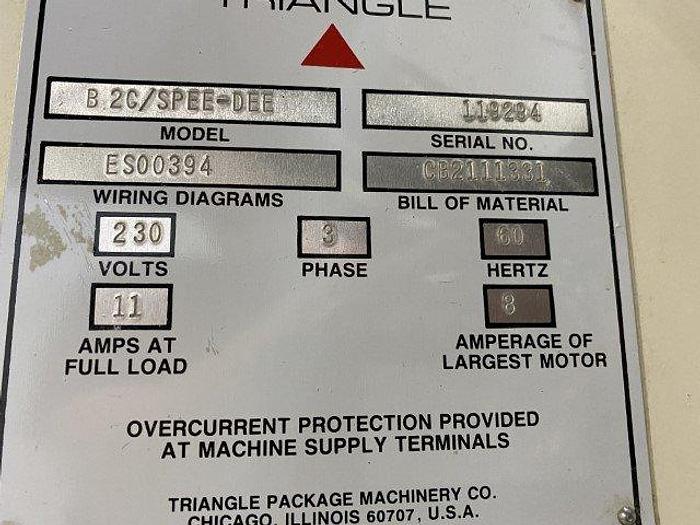 TRIANGLE
B.2C/SPEE-DEE
119294
MODEL
SERIAL NO.
ES00394
CB2111331
WIRING DIAGRAMS
BILL OF MATERIAL
230
3
60
VOLTS
PHASE
HERTZ
11
8
AMPS AT
FULL LOAD
AMPERAGE OF
LARGEST MOTOR
OVERCURRENT PROTECTION PROVIDED
AT MACHINE SUPPLY TERMINALS
TRIANGLE PACKAGE MACHINERY CO.
CHICAGO, ILLINOIS 60707, U.S.A.